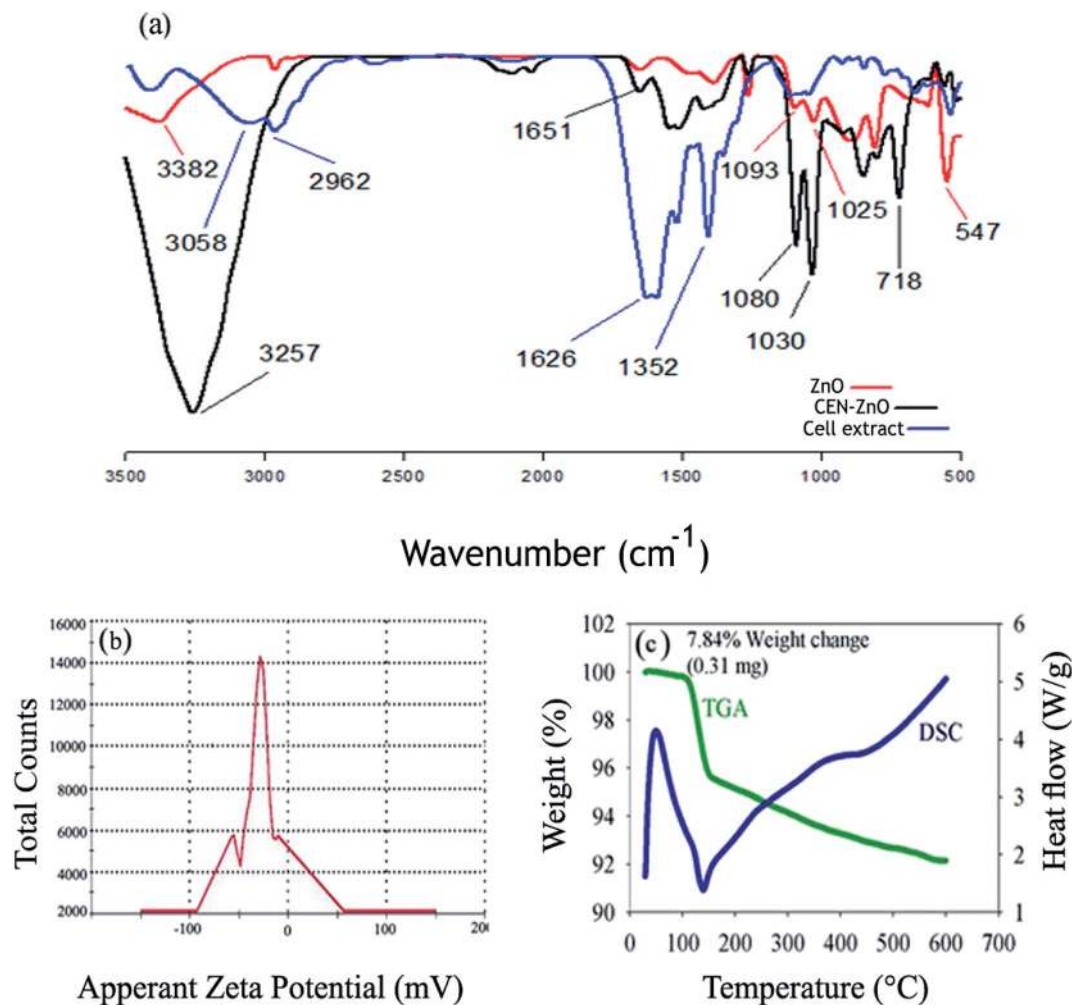 (a)
3382
3058
2962
3257
1651
1626
1352
1093
1025
1080
1030
718
547
ZnO
CEN-ZnO
Cell extract
3500 3000 2500 2000 1500 1000 500
Wavenumber (cm⁻¹)
(b)
16000
14000
12000
10000
8000
6000
4000
2000
-100 0 100 20
Total Counts
Apperant Zeta Potential (mV)
(c)
7.84% Weight change
(0.31 mg)
TGA
DSC
102
100
98
96
94
92
90
Weight (%)
6
5
4
3
2
1
Heat flow (W/g)
0 100 200 300 400 500 600 700
Temperature (°C)